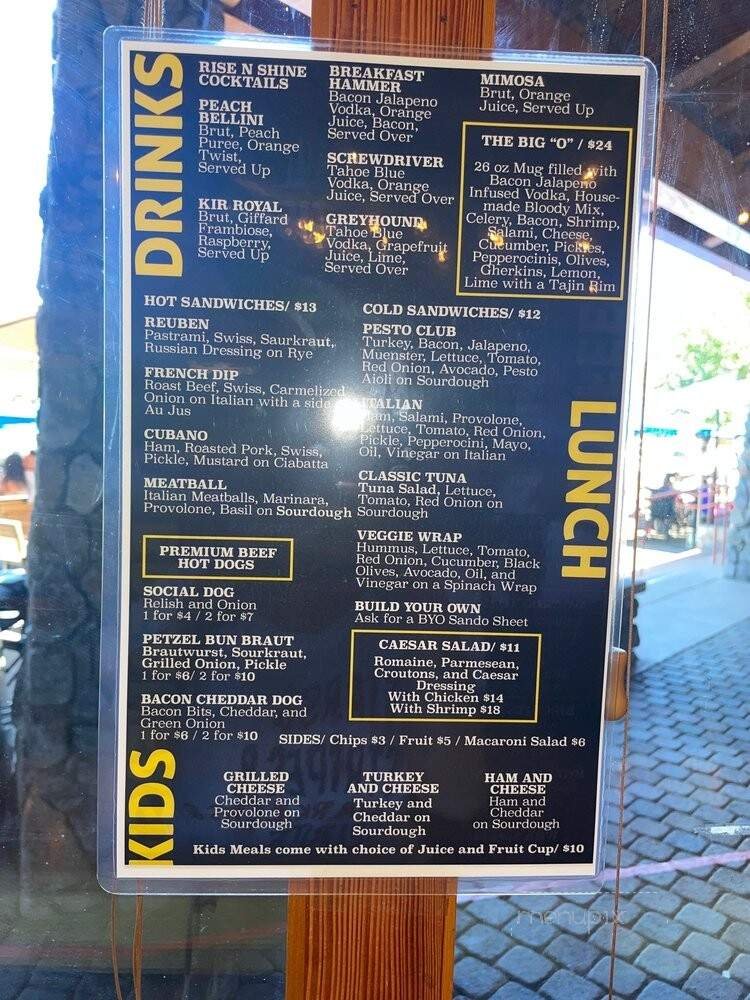 DRINKS
RISE N SHINE
COCKTAILS
PEACH
BELLINI
Brut, Peach
Puree, Orange
Twist,
Served Up
KIR ROYAL
Brut, Giffard
Frambiose,
Raspberry,
Served Up
BREAKFAST
HAMMER
Bacon Jalapeno
Vodka, Orange
Juice, Bacon,
Served Over
SCREWDRIVER
Tahoe Blue
Vodka, Orange
Juice, Served Over
GREYHOUND
Tahoe Blue
Vodka, Grapefruit
Juice, Lime,
Served Over
MIMOSA
Brut, Orange
Juice, Served Up
THE BIG "O" / $24
26 oz Mug filled with
Bacon Jalapeño
Infused Vodka, House-
made Bloody Mix,
Celery, Bacon, Shrimp,
Salami, Cheese,
Cucumber, Pickles,
Pepperocinis, Olives,
Gherkins, Lemon,
Lime with a Tajin Rim
LUNCH
HOT SANDWICHES/ $13
REUBEN
Pastrami, Swiss, Saurkraut,
Russian Dressing on Rye
FRENCH DIP
Roast Beef, Swiss, Carmelized
Onion on Italian with a side
Au Jus
CUBANO
Ham, Roasted Pork, Swiss,
Pickle, Mustard on Ciabatta
MEATBALL
Italian Meatballs, Marinara,
Provolone, Basil on Sourdough
PREMIUM BEEF
HOT DOGS
SOCIAL DOG
Relish and Onion
1 for $4 / 2 for $7
PETZEL BUN BRAUT
Brautwurst, Sourkraut,
Grilled Onion, Pickle
1 for $6/ 2 for $10
BACON CHEDDAR DOG
Bacon Bits, Cheddar, and
Green Onion
1 for $6 / 2 for $10
COLD SANDWICHES/ $12
PESTO CLUB
Turkey, Bacon, Jalapeno,
Muenster, Lettuce, Tomato,
Red Onion, Avocado, Pesto
Aioli on Sourdough
ITALIAN
Ham, Salami, Provolone,
Lettuce, Tomato, Red Onion,
Pickle, Pepperocini, Mayo,
Oil, Vinegar on Italian
CLASSIC TUNA
Tuna Salad, Lettuce,
Tomato, Red Onion on
Sourdough
VEGGIE WRAP
Hummus, Lettuce, Tomato,
Red Onion, Cucumber, Black
Olives, Avocado, Oil, and
Vinegar on a Spinach Wrap
BUILD YOUR OWN
Ask for a BYO Sando Sheet
CAESAR SALAD/ $11
Romaine, Parmesean,
Croutons, and Caesar
Dressing
With Chicken $14
With Shrimp $18
SIDES/ Chips $3 / Fruit $5 / Macaroni Salad $6
KIDS
GRILLED
CHEESE
Cheddar and
Provolone on
Sourdough
TURKEY
AND CHEESE
Turkey and
Cheddar on
Sourdough
HAM AND
CHEESE
Ham and
Cheddar
on Sourdough
Kids Meals come with choice of Juice and Fruit Cup/ $10
menupix